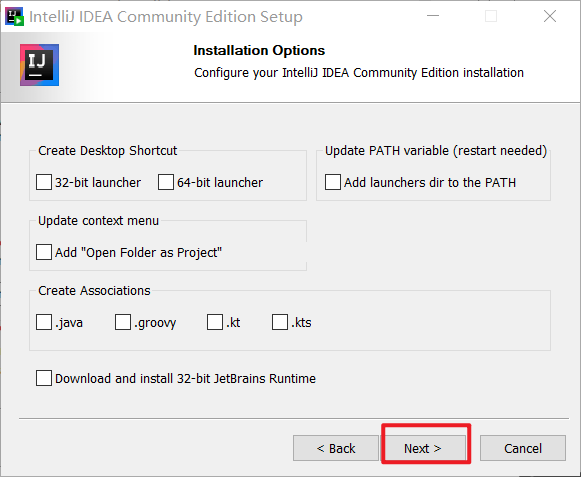 IntelliJ IDEA Community Edition Setup
IJ
Installation Options
Configure your IntelliJ IDEA Community Edition installation
Create Desktop Shortcut
32-bit launcher 64-bit launcher
Update PATH variable (restart needed)
Add launchers dir to the PATH
Update context menu
Add "Open Folder as Project"
Create Associations
.java .groovy .kt .kts
Download and install 32-bit JetBrains Runtime
< Back Next > Cancel